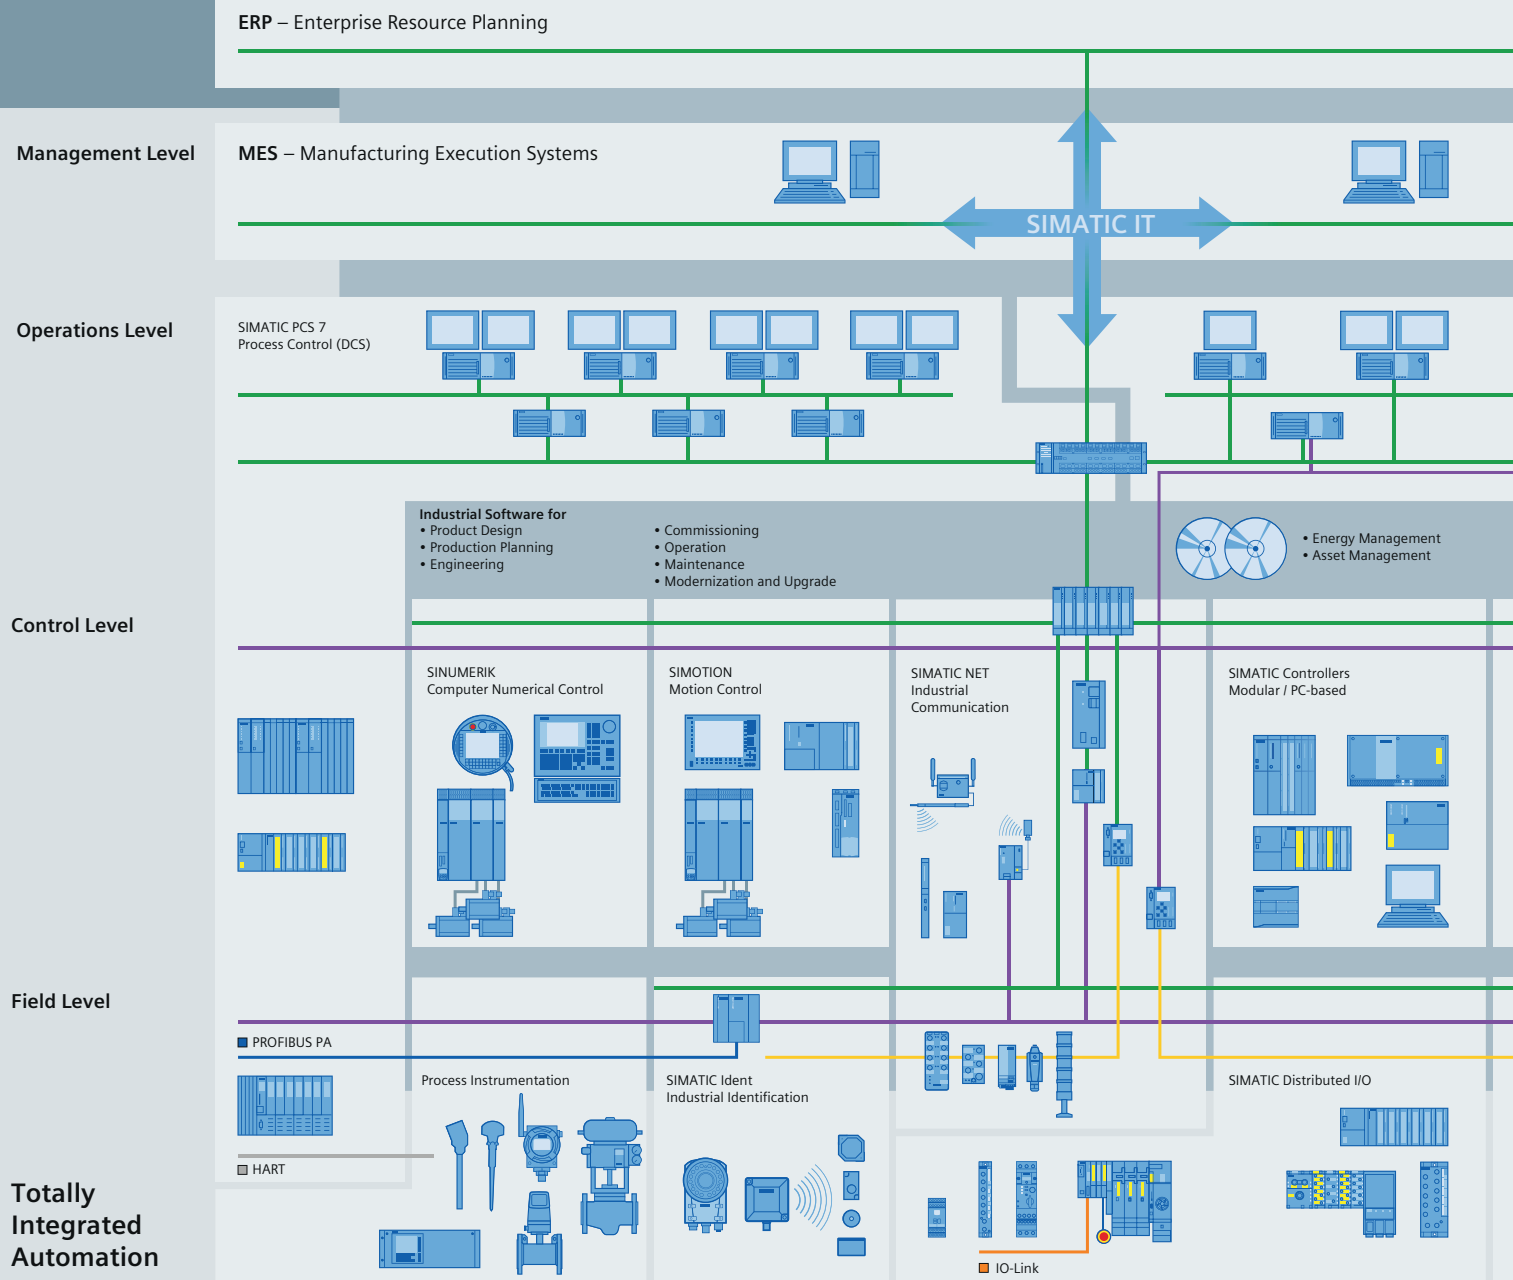 ERP – Enterprise Resource Planning
Management Level
MES – Manufacturing Execution Systems
SIMATIC IT
Operations Level
SIMATIC PCS 7
Process Control (DCS)
Industrial Software for
• Product Design
• Production Planning
• Engineering
• Commissioning
• Operation
• Maintenance
• Modernization and Upgrade
• Energy Management
• Asset Management
Control Level
SINUMERIK
Computer Numerical Control
SIMOTION
Motion Control
SIMATIC NET
Industrial
Communication
SIMATIC Controllers
Modular / PC-based
Field Level
PROFIBUS PA
Process Instrumentation
SIMATIC Ident
Industrial Identification
SIMATIC Distributed I/O
HART
Totally
Integrated
Automation
IO-Link